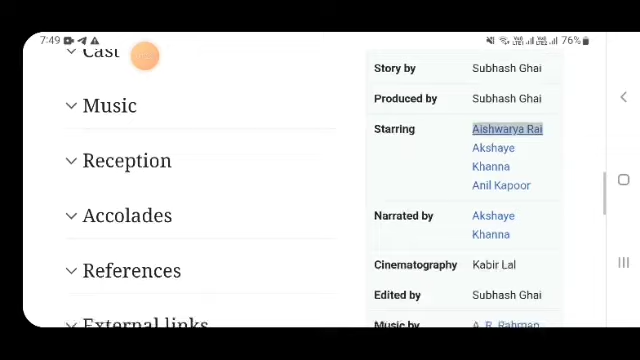 7:49
76%
Cast
Music
Reception
Accolades
References
External links
Story by Subhash Ghai
Produced by Subhash Ghai
Starring Aishwarya Rai
Akshaye
Khanna
Anil Kapoor
Narrated by Akshaye
Khanna
Cinematography Kabir Lal
Edited by Subhash Ghai
Music by A. R. Rahman